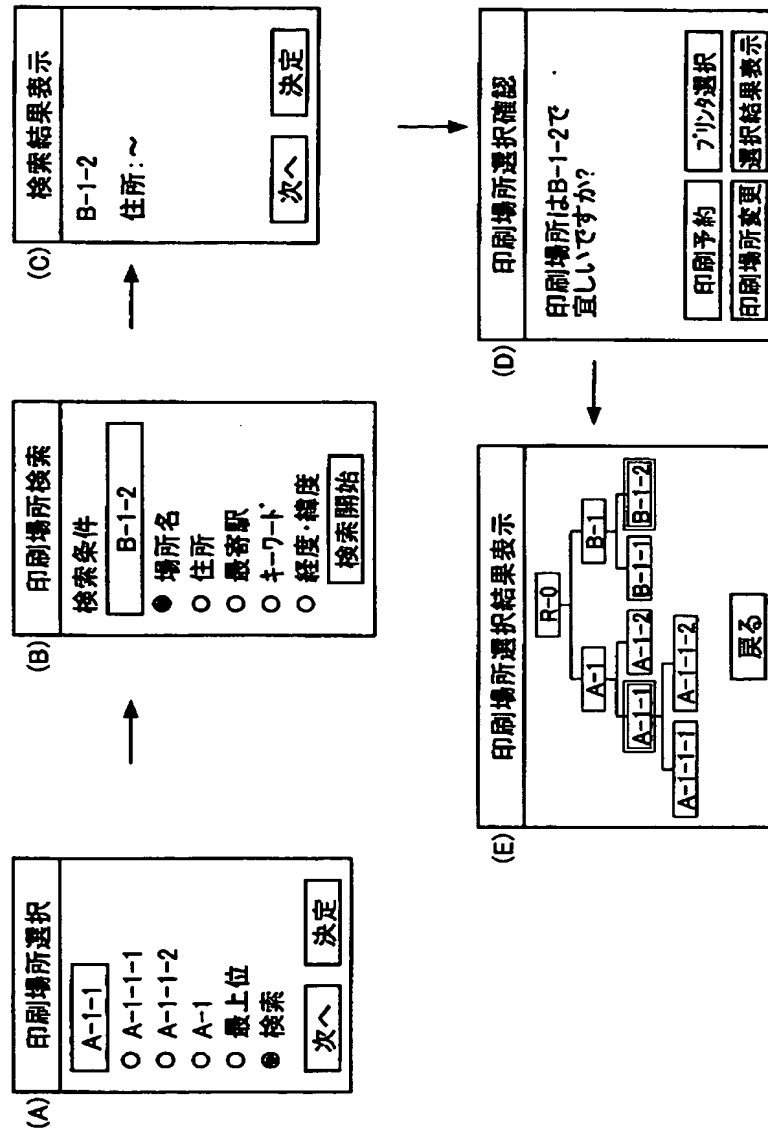 (A)
印刷場所選択
A-1-1
○ A-1-1-1
○ A-1-1-2
○ A-1
○ 最上位
◉ 検索
次へ 決定
(B)
印刷場所検索
検索条件
B-1-2
◉ 場所名
○ 住所
○ 最寄駅
○ キーワード
○ 経度・緯度
検索開始
(C)
検索結果表示
B-1-2
住所:~
次へ 決定
(D)
印刷場所選択確認
印刷場所はB-1-2で
宜しいですか?
印刷予約 プリンタ選択
印刷場所変更 選択結果表示
(E)
印刷場所選択結果表示
R-0
A-1 B-1
A-1-1 A-1-2 B-1-1 B-1-2
A-1-1-1 A-1-1-2
戻る